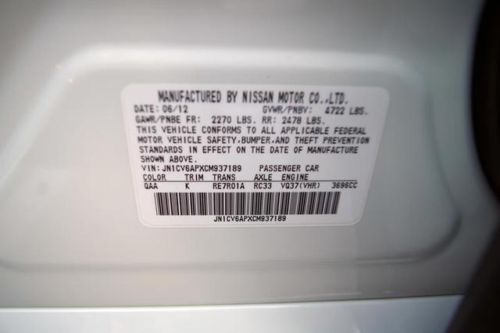 MANUFACTURED BY NISSAN MOTOR CO.,LTD.
DATE: 06/12 GVWR/PNBV: 4722 LBS.
GAWR/PNBE FR: 2270 LBS. RR: 2478 LBS.
THIS VEHICLE CONFORMS TO ALL APPLICABLE FEDERAL
MOTOR VEHICLE SAFETY,BUMPER,AND THEFT PREVENTION
STANDARDS IN EFFECT ON THE DATE OF MANUFACTURE
SHOWN ABOVE.
VIN: JN1CV6APXCM937189 PASSENGER CAR
COLOR TRIM TRANS AXLE ENGINE
QAA K RE7R01A RC33 VQ37(VHR) 3696CC
JN1CV6APXCM937189